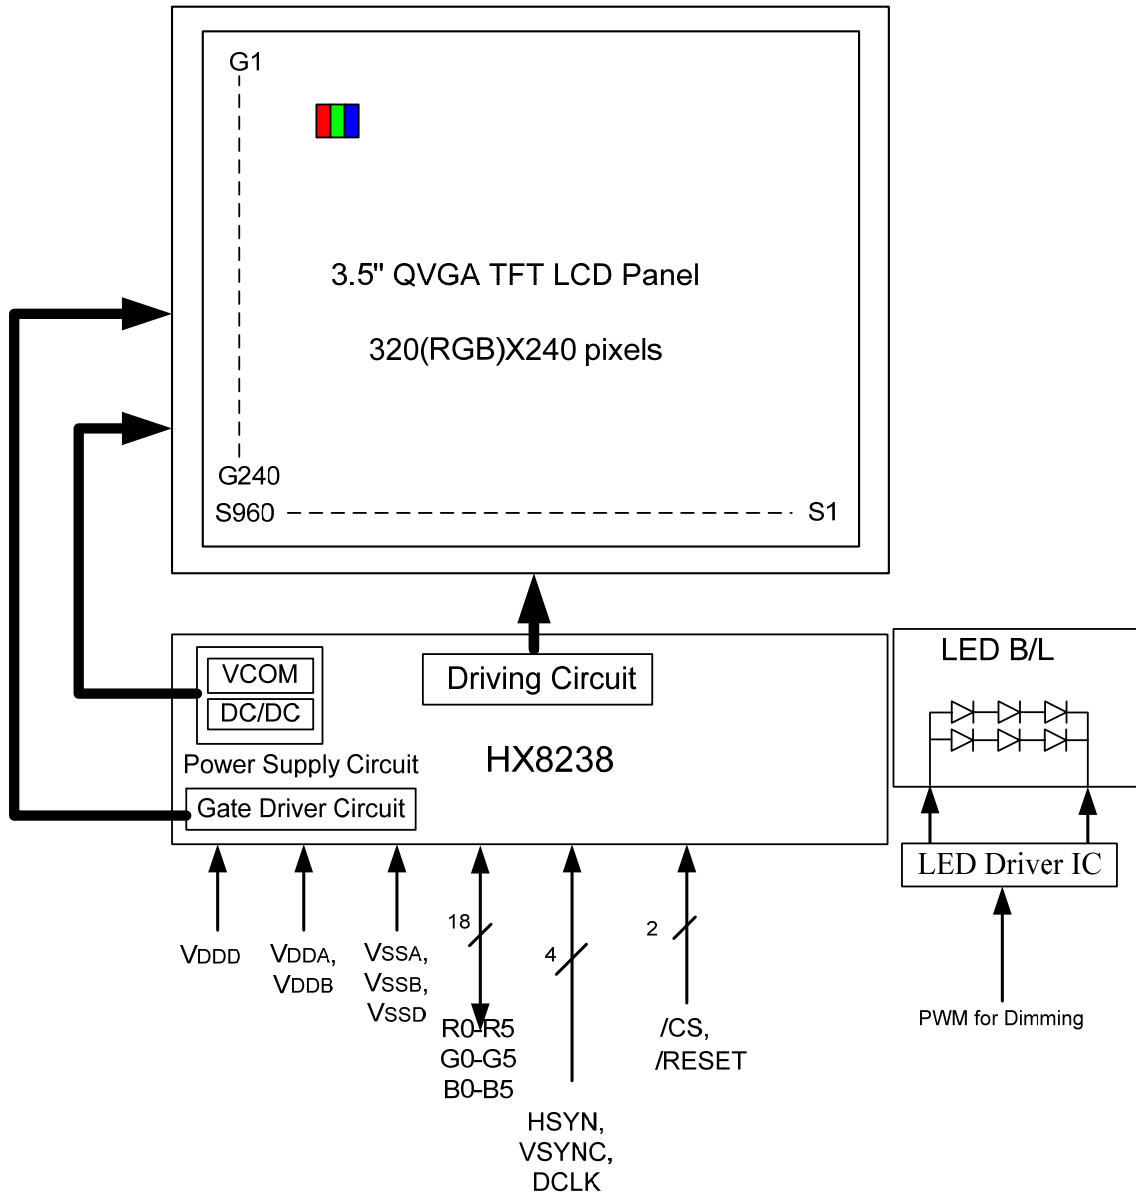 G1
3.5" QVGA TFT LCD Panel
320(RGB)X240 pixels
G240
S960
S1
LED B/L
VCOM
DC/DC
Driving Circuit
Power Supply Circuit
HX8238
Gate Driver Circuit
LED Driver IC
18
2
4
VDDD
VDDA,
VDDB
VSSA,
VSSB,
VSSD
R0-R5
G0-G5
B0-B5
/CS,
/RESET
PWM for Dimming
HSYN,
VSYNC,
DCLK